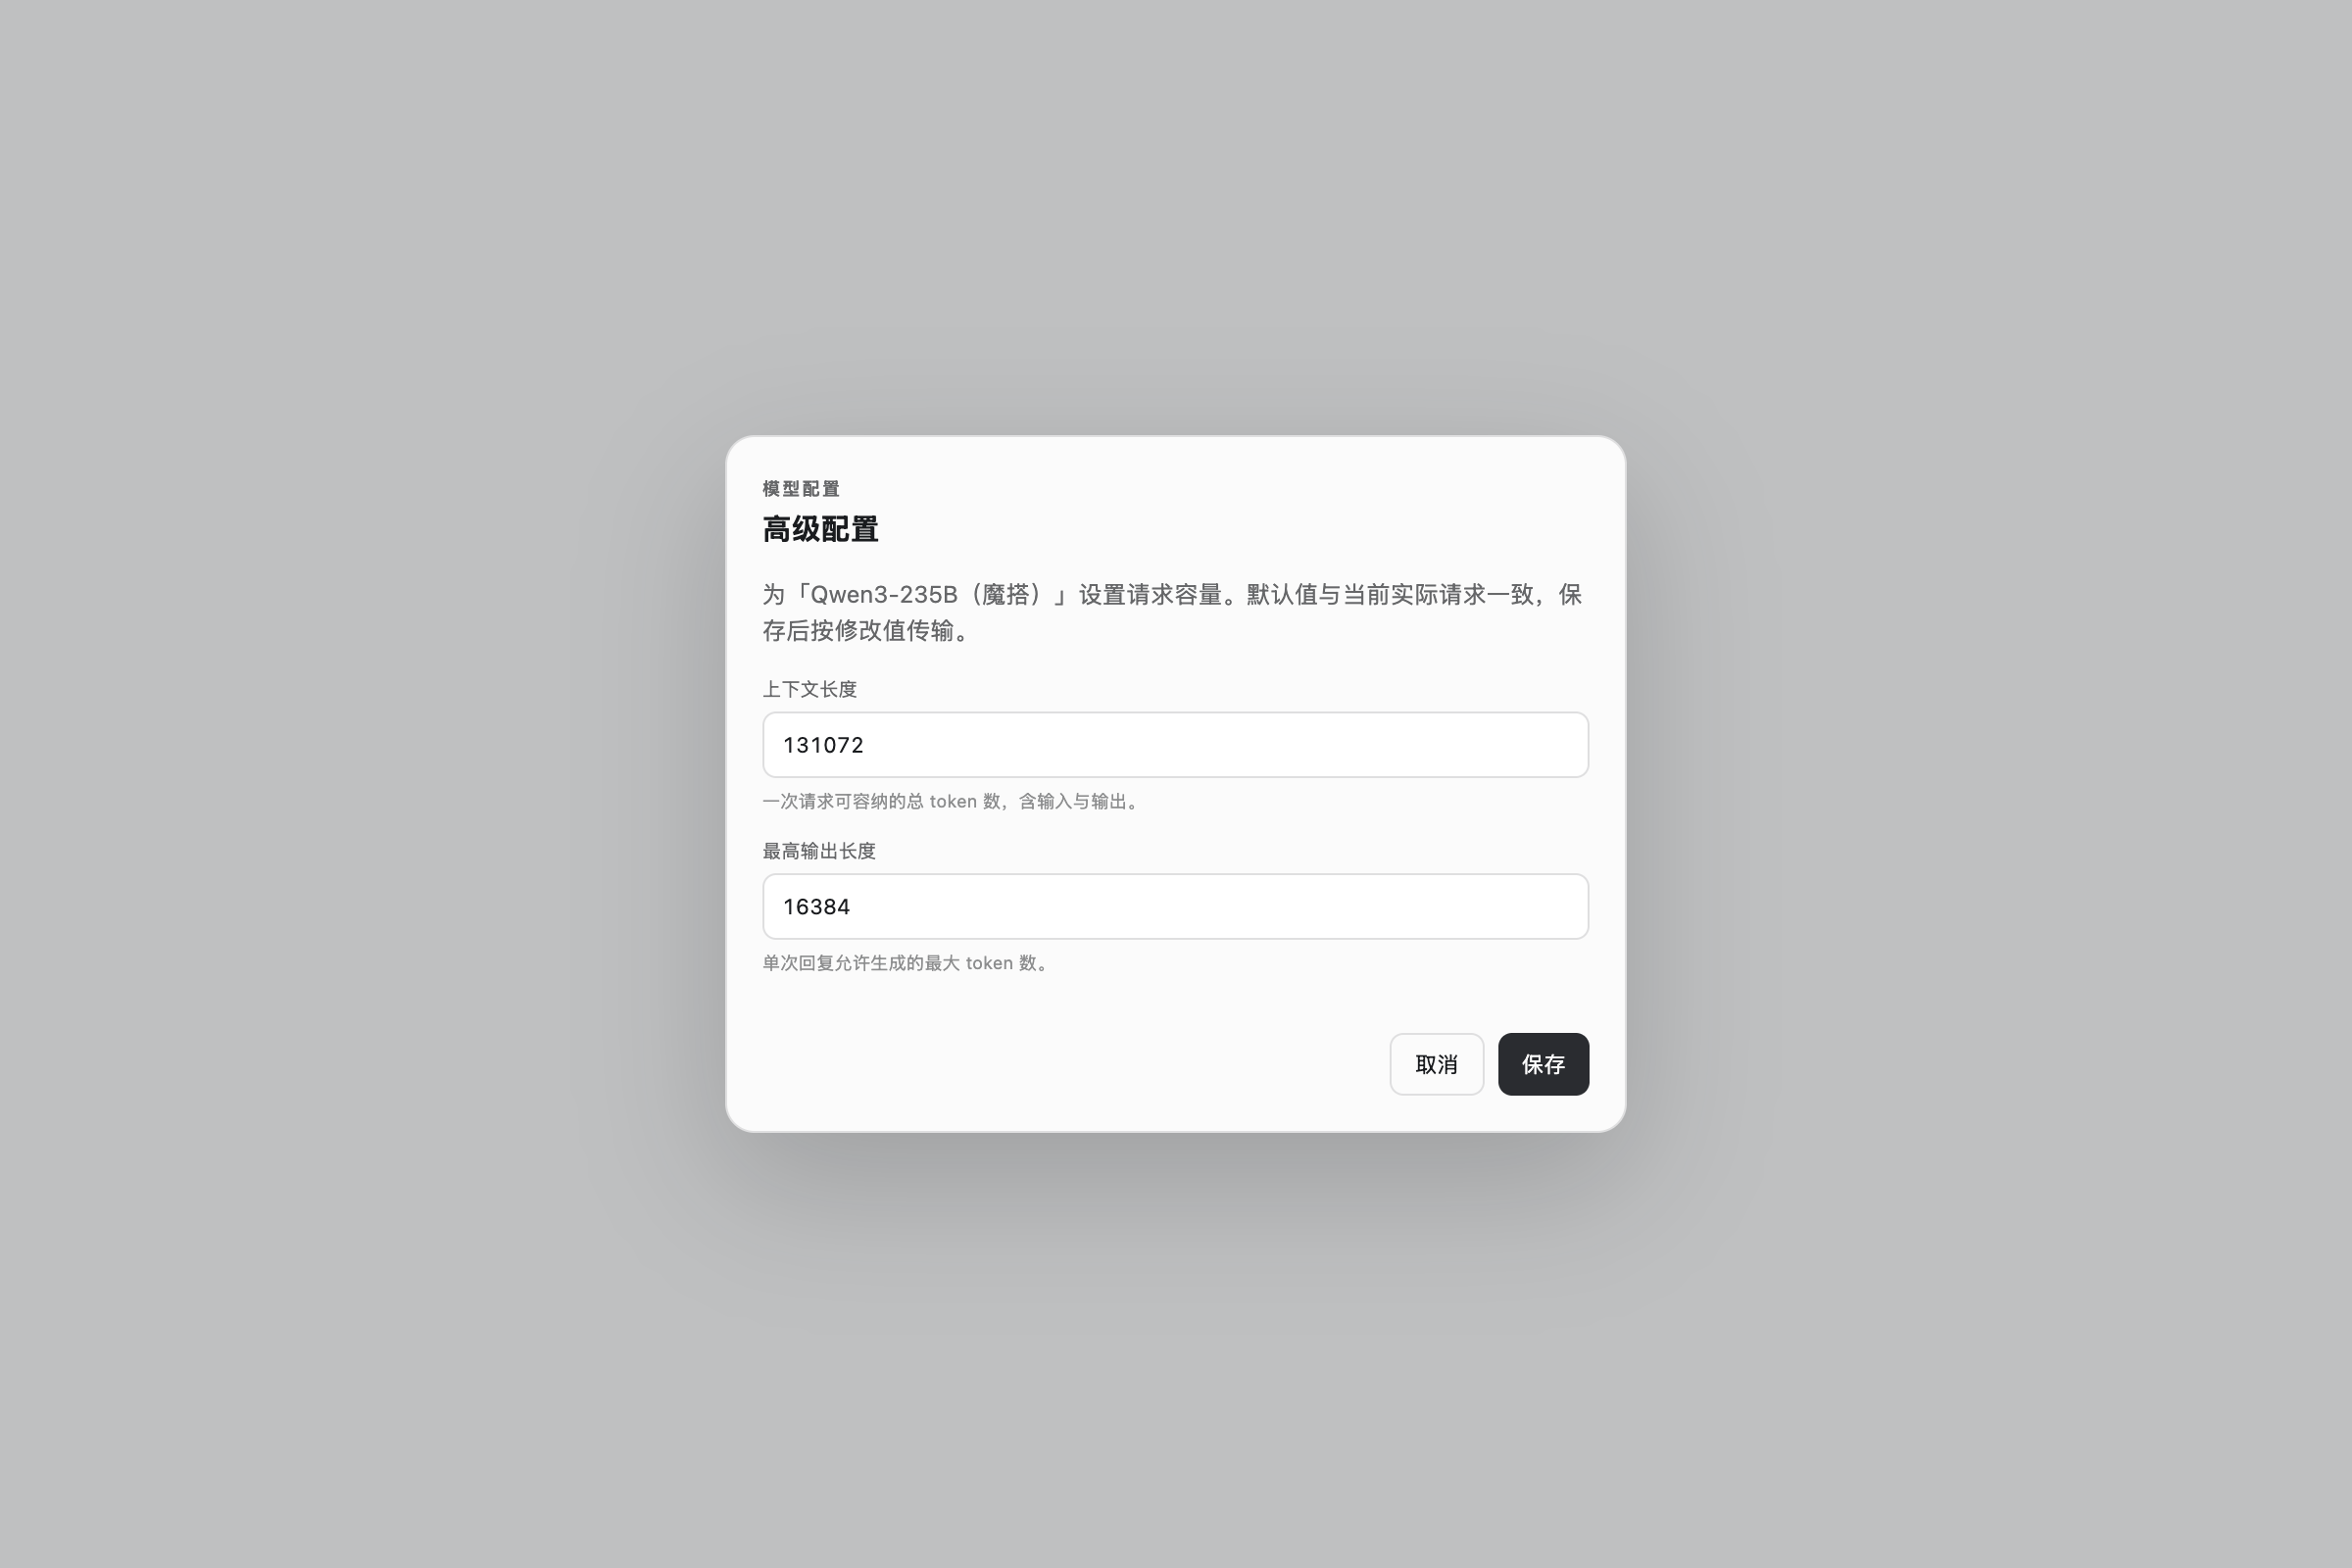 模型配置
高级配置
为「Qwen3-235B（魔搭）」设置请求容量。默认值与当前实际请求一致，保
存后按修改值传输。
上下文长度
131072
一次请求可容纳的总 token 数，含输入与输出。
最高输出长度
16384
单次回复允许生成的最大 token 数。
取消 保存